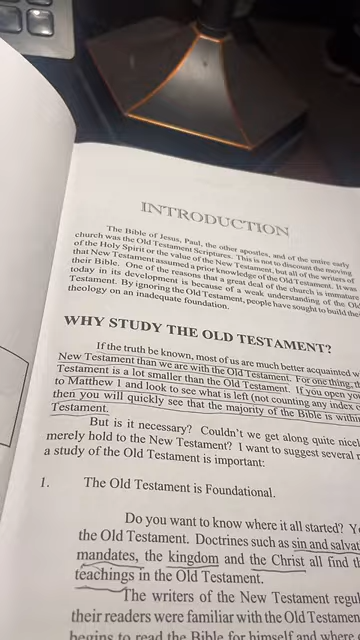 INTRODUCTION
The Bible of Jesus, Paul, the other apostles, and of the entire early
church was the Old Testament Scriptures. This is not to discount the moving
of the Holy Spirit or the value of the New Testament, but all of the writers of
that New Testament assumed a prior knowledge of the Old Testament. It was
their Bible. One of the reasons that a great deal of the church is immature
today in its development is because of a weak understanding of the Old
Testament. By ignoring the Old Testament, people have sought to build the
theology on an inadequate foundation.
WHY STUDY THE OLD TESTAMENT?
If the truth be known, most of us are much better acquainted w
New Testament than we are with the Old Testament. For one thing, th
Testament is a lot smaller than the Old Testament. If you open you
to Matthew 1 and look to see what is left (not counting any index o
then you will quickly see that the majority of the Bible is within
Testament.
But is it necessary? Couldn't we get along quite nicel
merely hold to the New Testament? I want to suggest several r
a study of the Old Testament is important:
1. The Old Testament is Foundational.
Do you want to know where it all started? Y
the Old Testament. Doctrines such as sin and salvat
mandates, the kingdom and the Christ all find th
teachings in the Old Testament.
The writers of the New Testament regul
their readers were familiar with the Old Testamen
begins to read the Bible for himself and